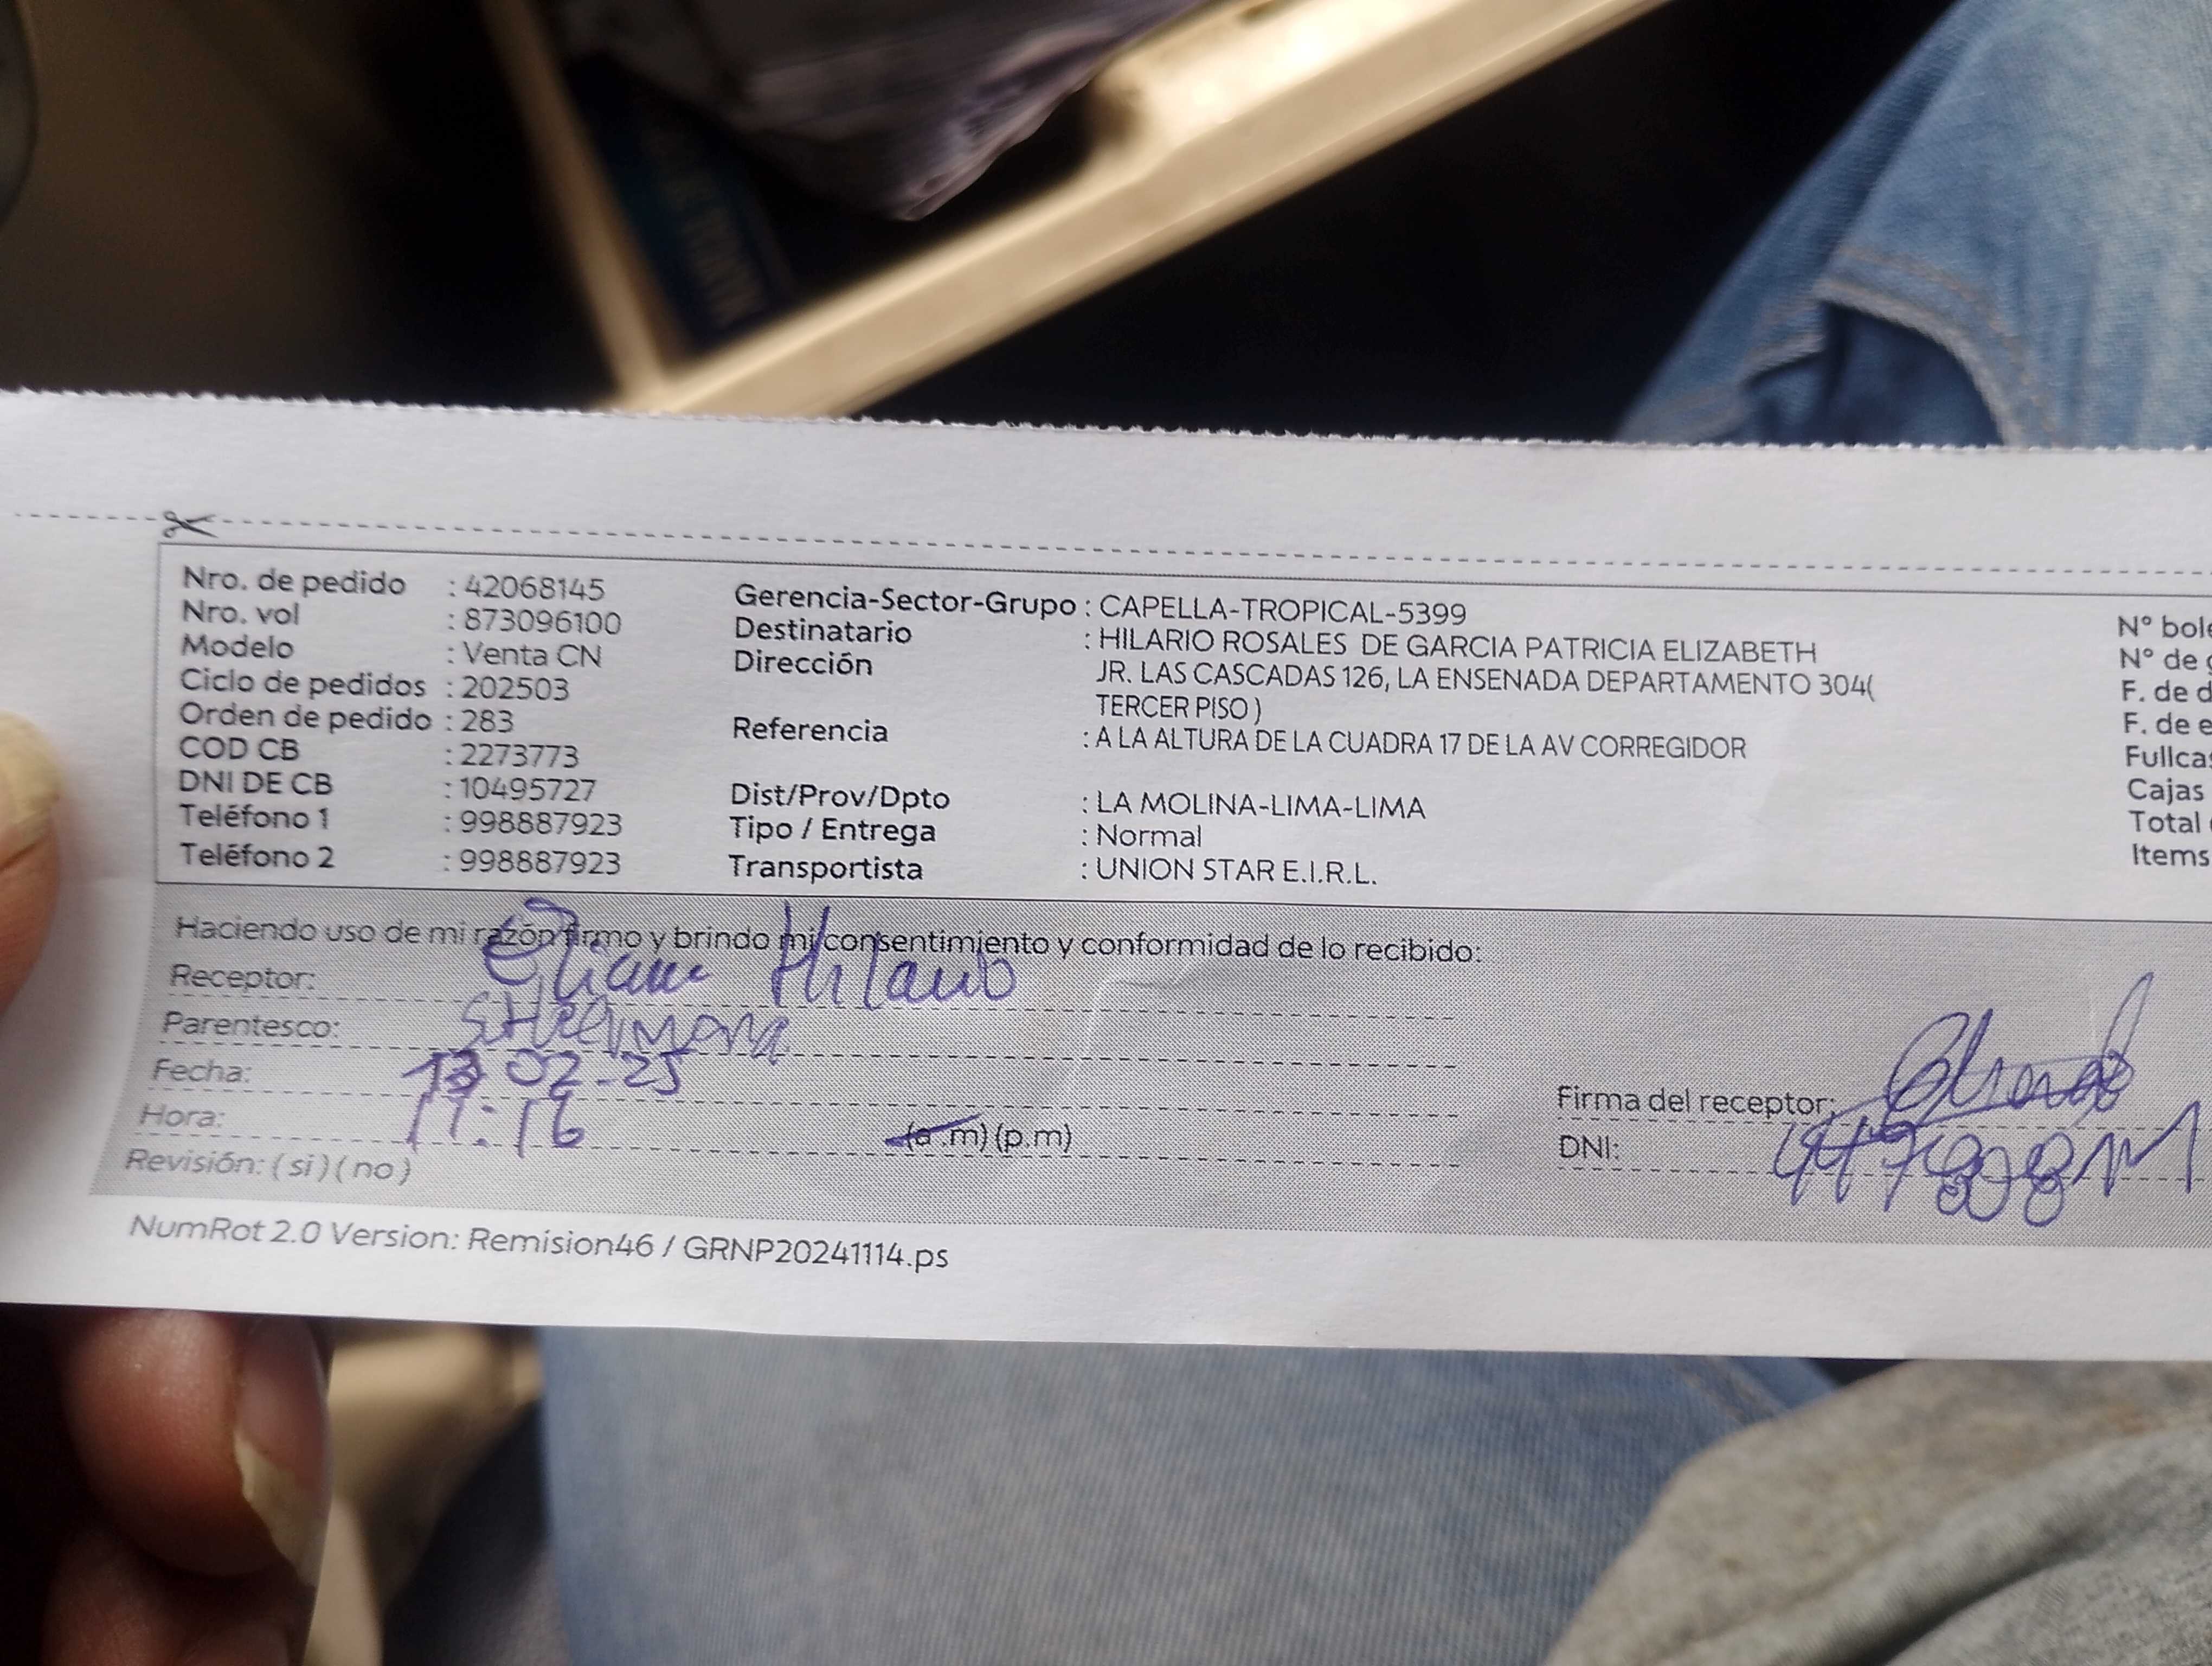 Nro. de pedido : 42068145
Nro. vol : 873096100
Modelo : Venta CN
Ciclo de pedidos : 202503
Orden de pedido : 283
COD CB : 2273773
DNI DE CB : 10495727
Teléfono 1 : 998887923
Teléfono 2 : 998887923
Gerencia-Sector-Grupo : CAPELLA-TROPICAL-5399
Destinatario : HILARIO ROSALES DE GARCIA PATRICIA ELIZABETH
Dirección JR. LAS CASCADAS 126, LA ENSENADA DEPARTAMENTO 304(
TERCER PISO )
Referencia : A LA ALTURA DE LA CUADRA 17 DE LA AV CORREGIDOR
Dist/Prov/Dpto : LA MOLINA-LIMA-LIMA
Tipo / Entrega : Normal
Transportista : UNION STAR E.I.R.L.
N° bole
N° de g
F. de d
F. de e
Fullcas
Cajas
Total
Items
Haciendo uso de mi razón firmo y brindo mi consentimiento y conformidad de lo recibido:
Receptor:
Parentesco:
Fecha: 02-25
Hora: 11:16 (a.m) (p.m)
Revisión: ( si ) ( no )
Firma del receptor:
DNI:
NumRot 2.0 Version: Remision46 / GRNP20241114.ps